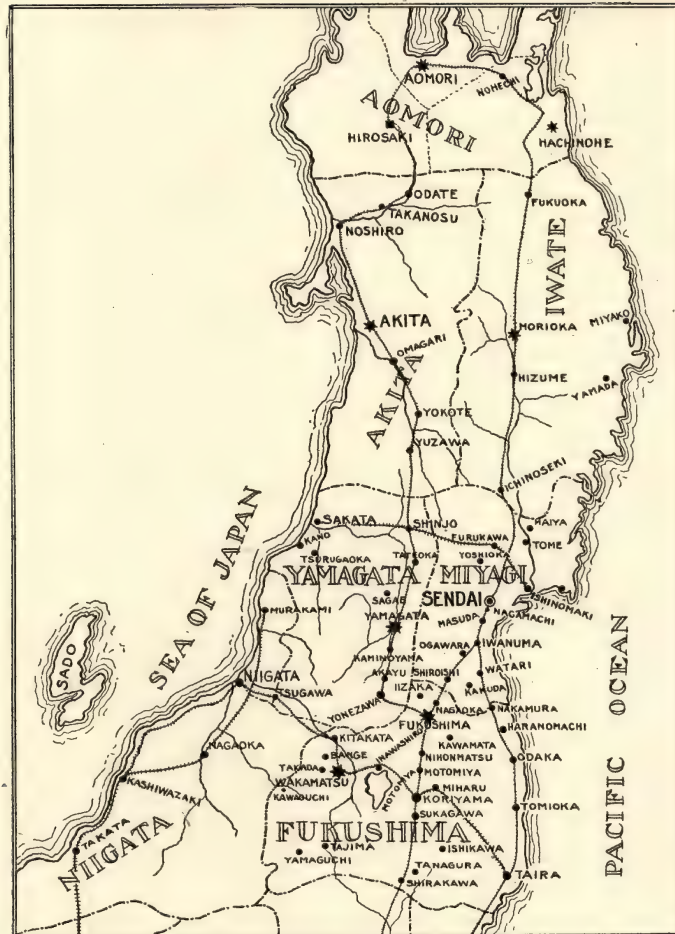 AOMORI
NOHECHI
AOMORI
HIROSAKI
HACHINOHE
ODATE
TAKANOSU
FUKUOKA
NOSHIRO
IWATE
AKITA
MORIOKA
MIYAKO
OMAGARI
AKITA
HIZUME
YAMADA
YOKOTE
YUZAWA
ICHINOSEKI
SAKATA
SHINJO
HAIYA
KANO
FURUKAWA
TOME
TSURUGAOKA
TATEOKA
YOSHIOKA
YAMAGATA
MIYAGI
SAGAE
SENDAI
ISHINOMAKI
NAGAMACHI
MURAKAMI
YAMAGATA
MASUDA
SEA OF JAPAN
KAMINOYAMA
OGAWARA
IWANUMA
SADO
NIIGATA
AKAYU
SHIROISHI
WATARI
TSUGAWA
IIZAKA
KAKUDA
YONEZAWA
NAGAOKA
NAKAMURA
FUKUSHIMA
HARANOMACHI
KITAKATA
KAWAMATA
NAGAOKA
BANGE
INAWASHIRO
NIHONMATSU
ODAKA
TAKADA
WAKAMATSU
MOTOMIYA
MOTOMIYA
KASHIWAZAKI
KAWAGUCHI
MIHARU
KORIYAMA
SUKAGAWA
TOMIOKA
TAKATA
FUKUSHIMA
NIIGATA
TAJIMA
ISHIKAWA
YAMAGUCHI
TANAGURA
TAIRA
SHIRAKAWA
PACIFIC OCEAN